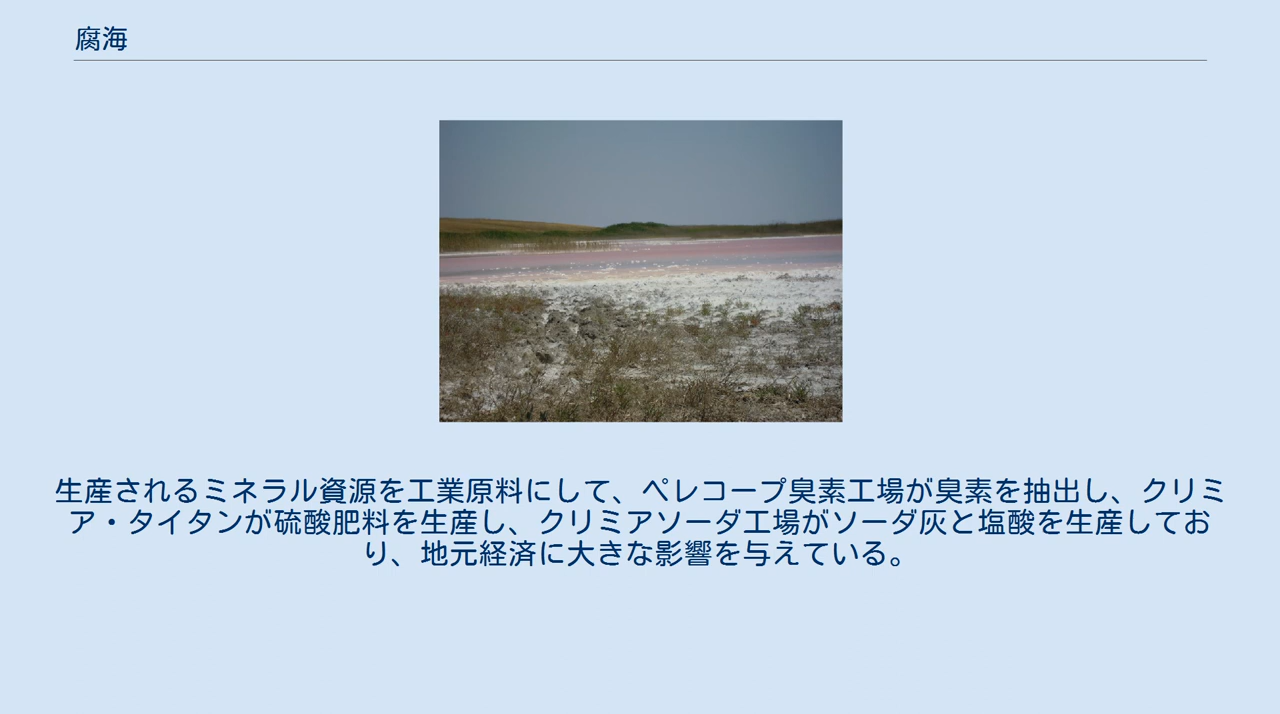 腐海
生産されるミネラル資源を工業原料にして、ペレコープ臭素工場が臭素を抽出し、クリミ
ア・タイタンが硫酸肥料を生産し、クリミアソーダ工場がソーダ灰と塩酸を生産してお
り、地元経済に大きな影響を与えている。